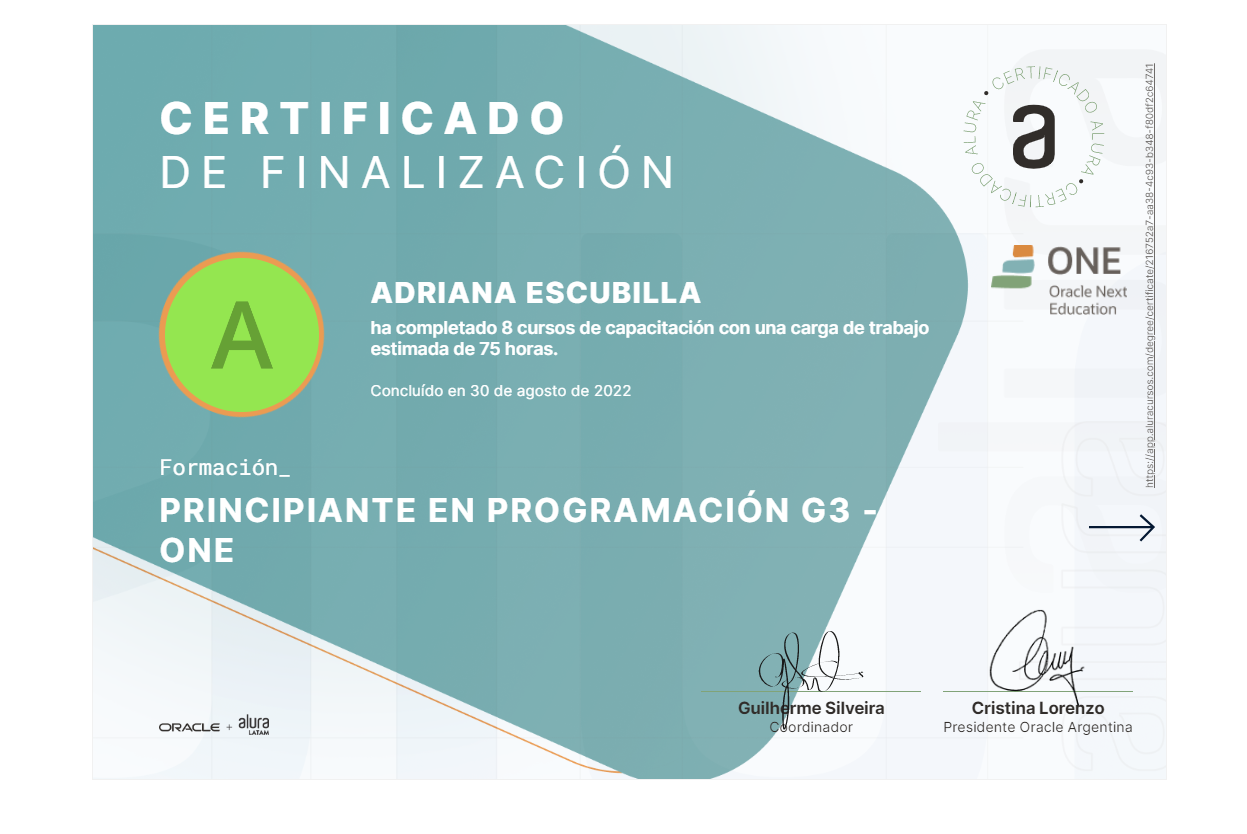 CERTIFICADO
DE FINALIZACIÓN
CERTIFICADO ALURA • CERTIFICADO ALURA •
a
ONE
Oracle Next
Education
https://app.aluracursos.com/degree/certificate/216752a7-aa38-4c93-b348-f80df2c64741
A
ADRIANA ESCUBILLA
ha completado 8 cursos de capacitación con una carga de trabajo
estimada de 75 horas.
Concluído en 30 de agosto de 2022
Formación_
PRINCIPIANTE EN PROGRAMACIÓN G3 -
ONE
Guilherme Silveira
Coordinador
Cristina Lorenzo
Presidente Oracle Argentina
ORACLE + alura
LATAM
alura